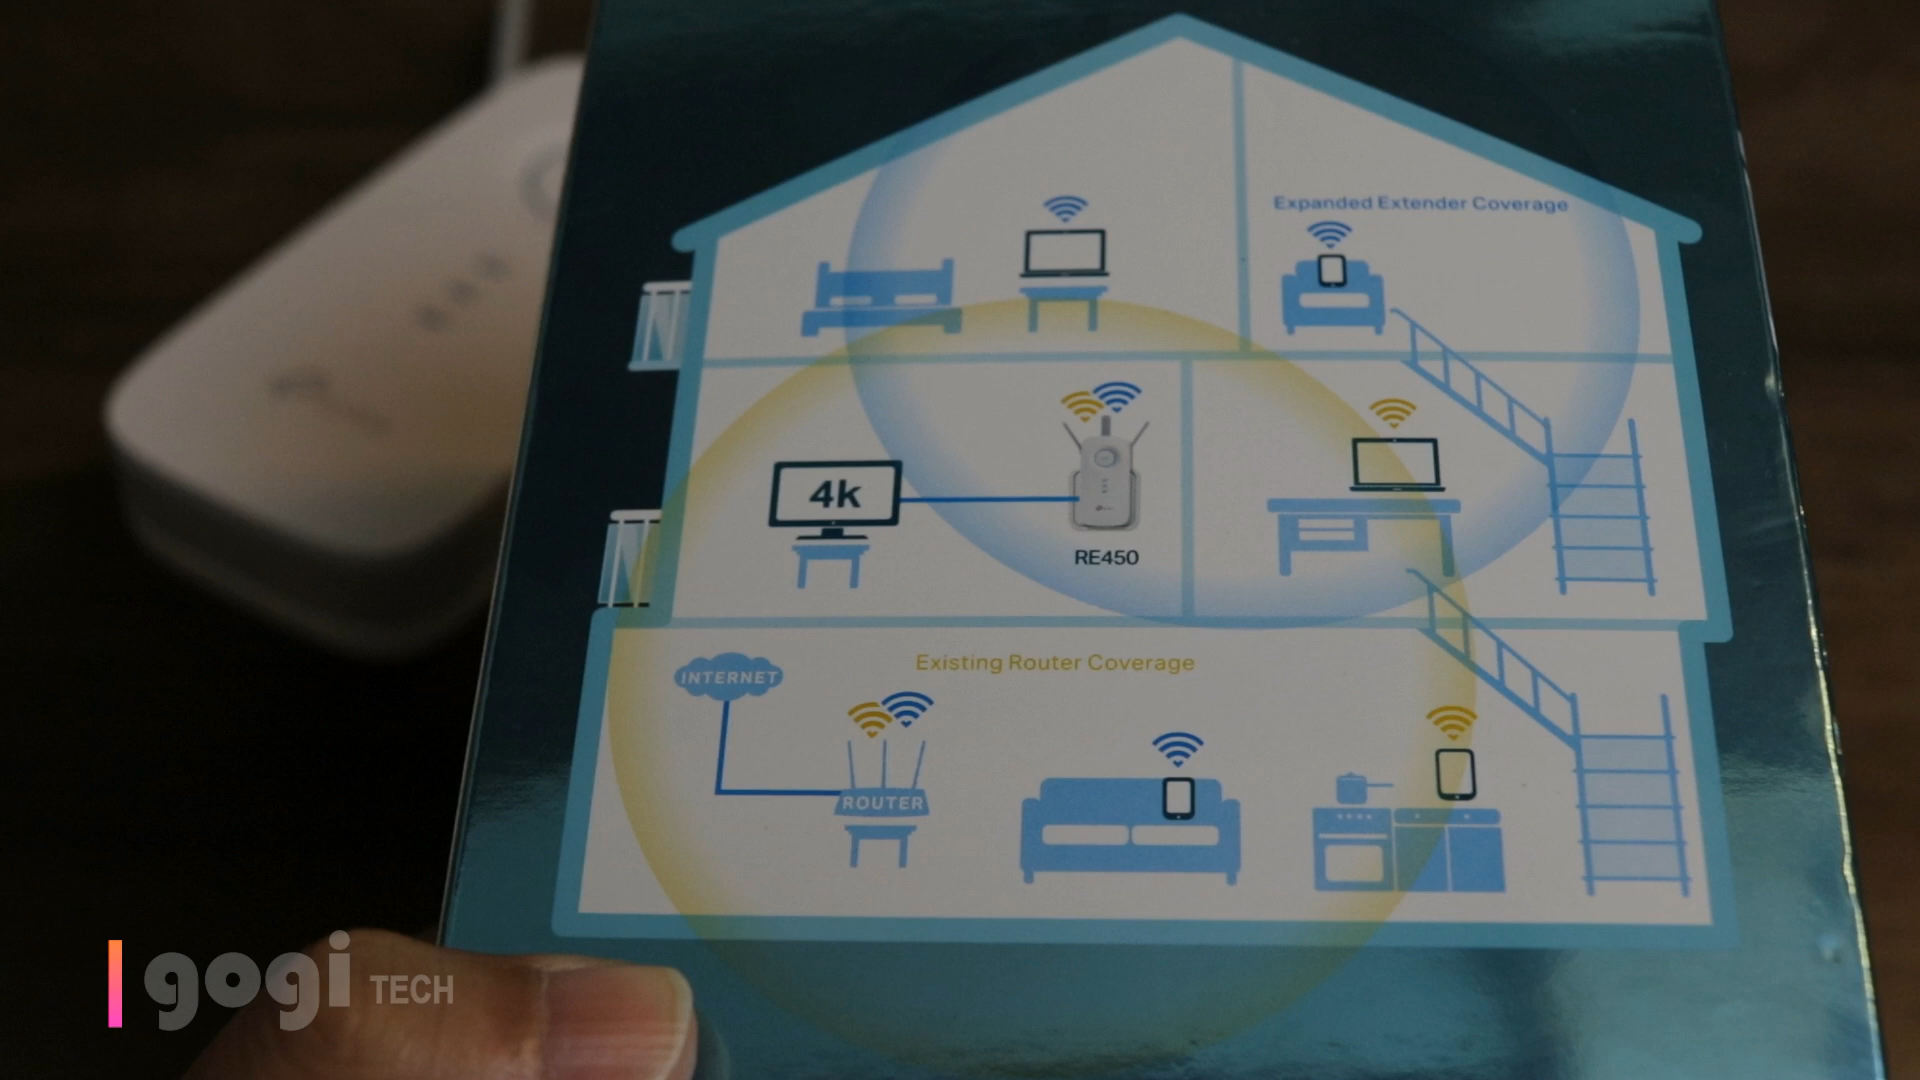 Expanded Extender Coverage
4k
RE450
Existing Router Coverage
INTERNET
ROUTER
gogi TECH